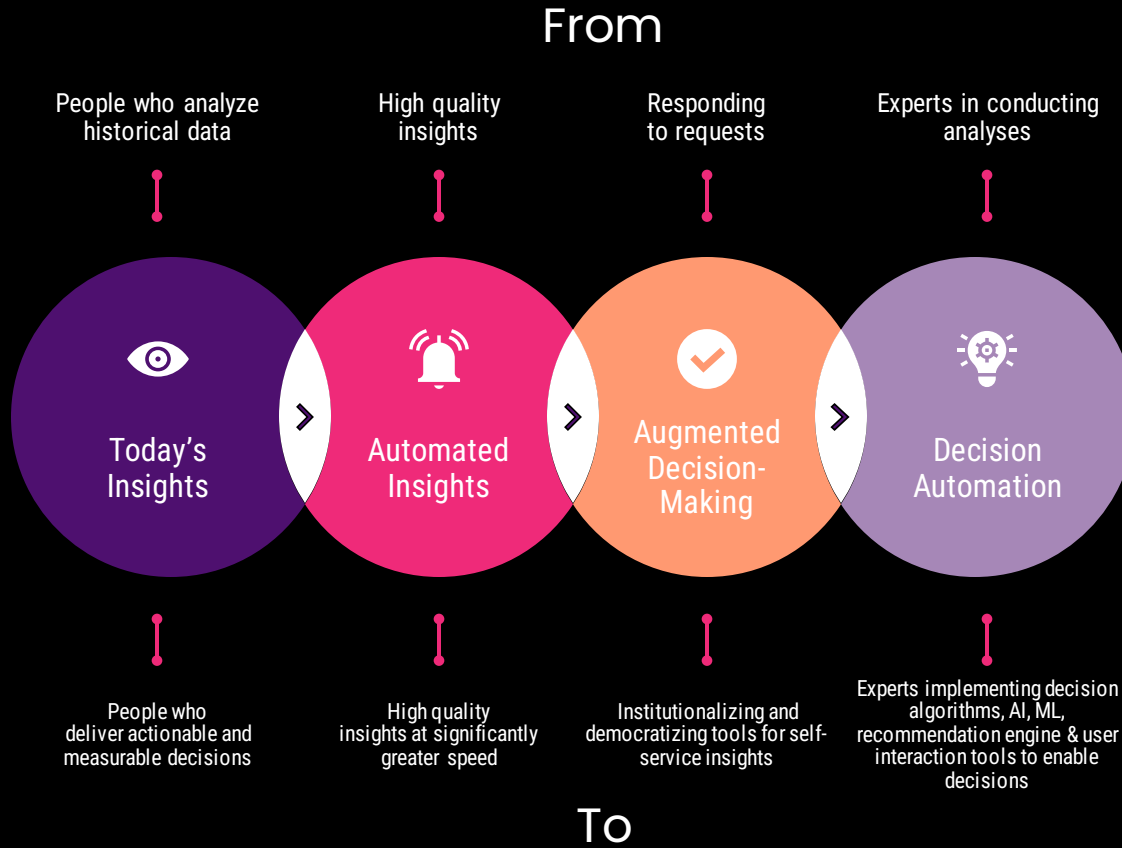 From
People who analyze
historical data
High quality
insights
Responding
to requests
Experts in conducting
analyses
Today’s
Insights
Automated
Insights
Augmented
Decision-
Making
Decision
Automation
People who
deliver actionable and
measurable decisions
High quality
insights at significantly
greater speed
Institutionalizing and
democratizing tools for self-
service insights
Experts implementing decision
algorithms, AI, ML,
recommendation engine & user
interaction tools to enable
decisions
To